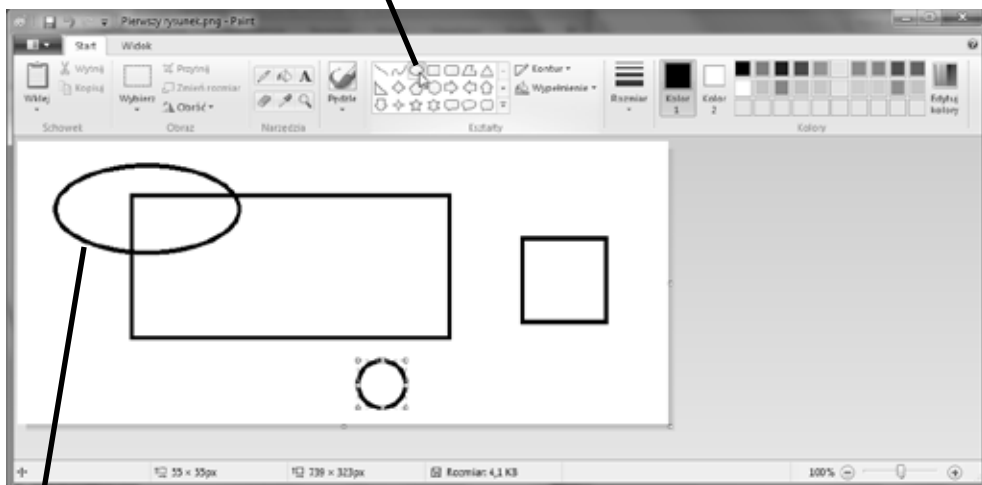 Pierwszy rysunek.png - Paint
Start Widok
Wklej
Wytnij
Kopiuj
Schowek
Wybierz
Przytnij
Zmień rozmiar
Obróć
Obraz
A
Narzędzia
Pędzle
Kontur
Wypełnienie
Kształty
Rozmiar
Kolor 1
Kolor 2
Edytuj kolory
Kolory
55 × 55px
739 × 323px
Rozmiar: 4,1 KB
100%